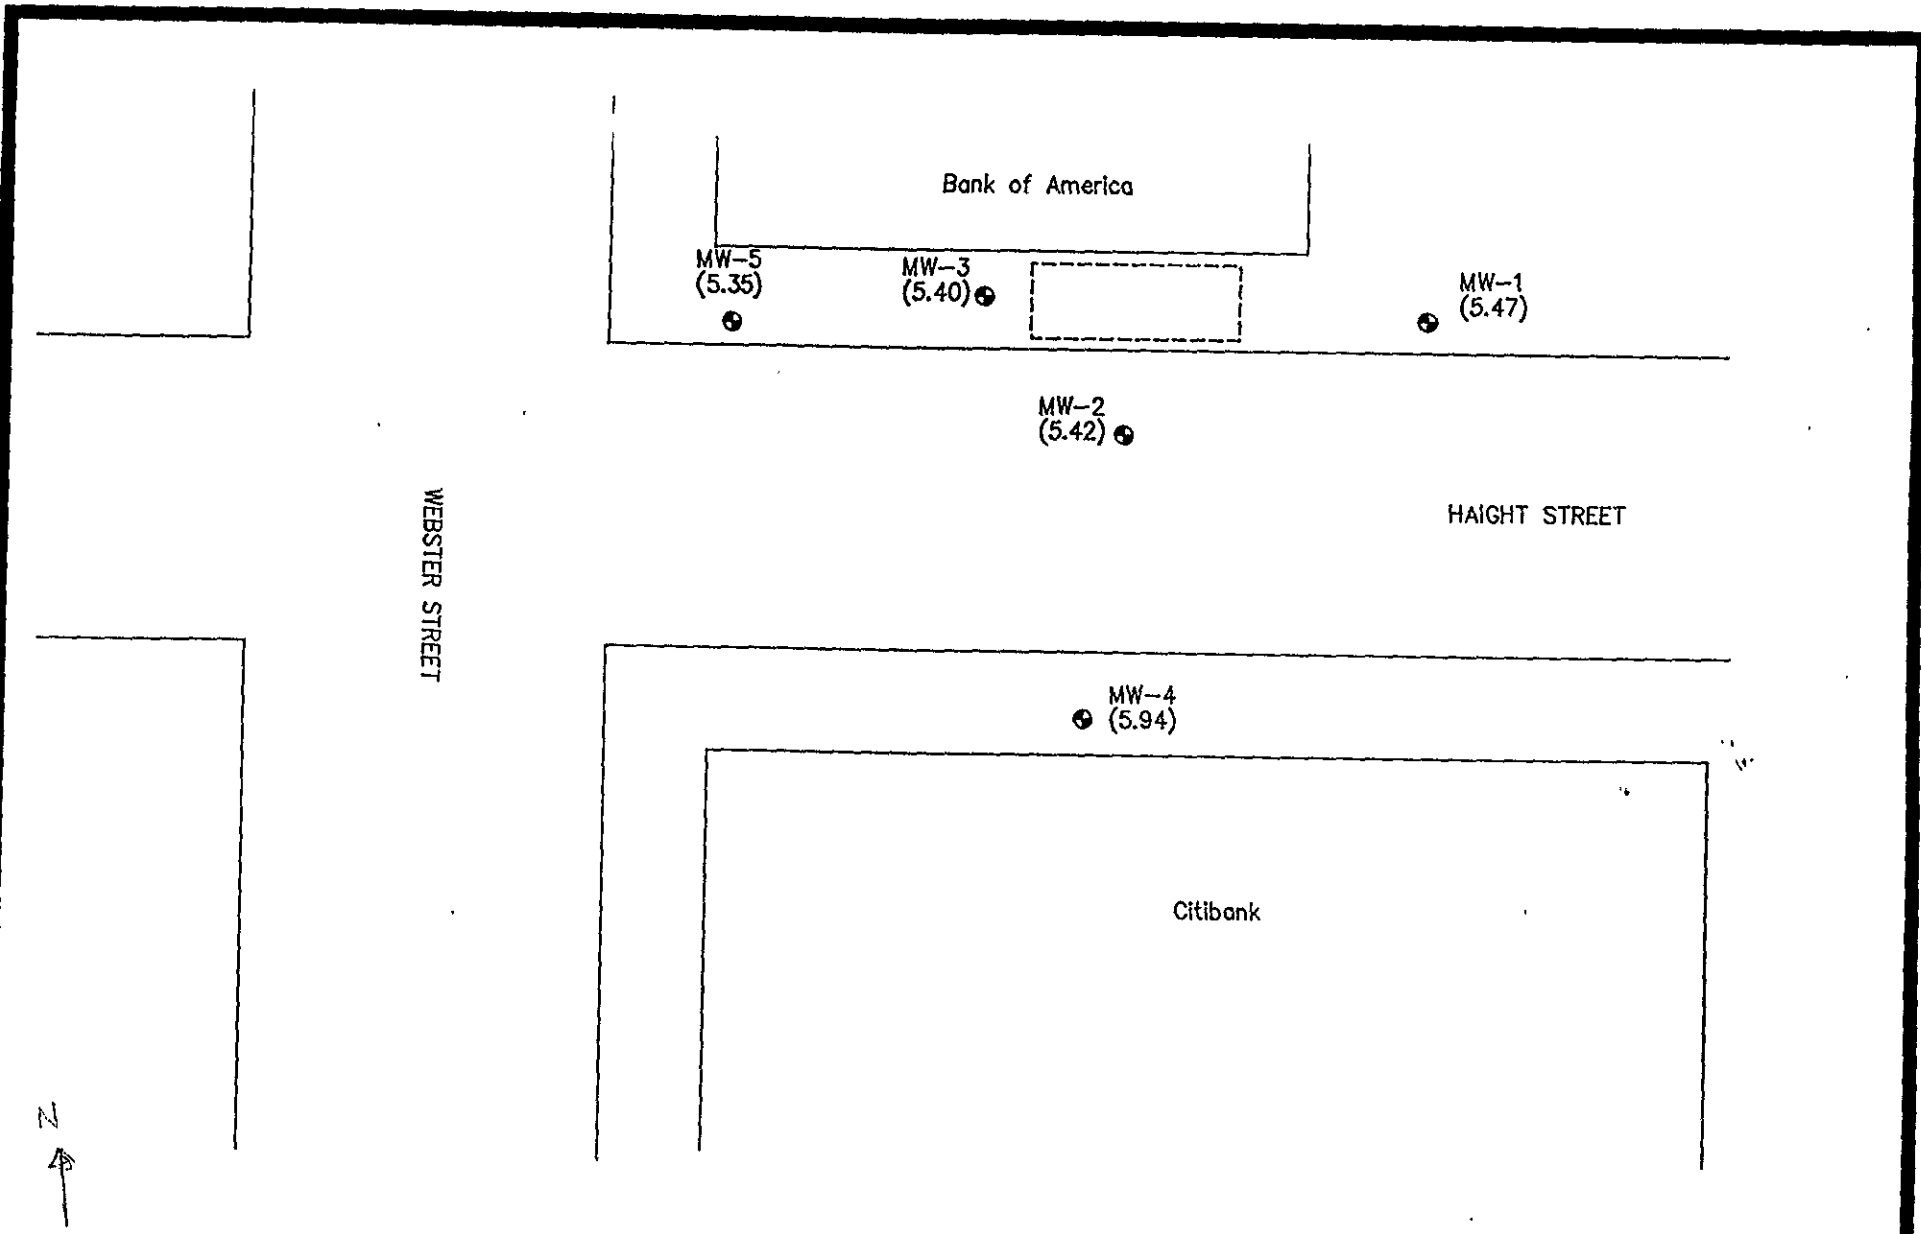 Bank of America
MW-5
(5.35)
MW-3
(5.40)
MW-1
(5.47)
MW-2
(5.42)
HAIGHT STREET
WEBSTER STREET
MW-4
(5.94)
Citibank
N